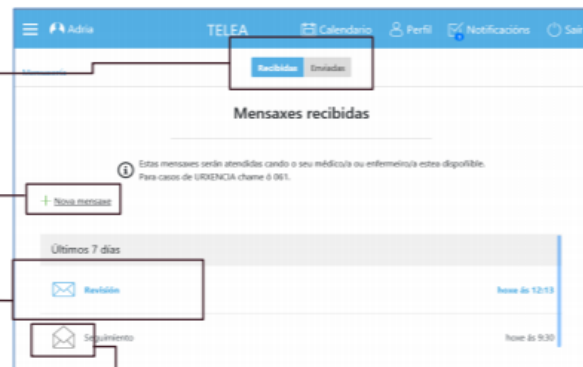 Adria TELEA Calendario Perfil Notificacións Saír
Mensaxería
Recibidas Enviadas
Mensaxes recibidas
Estas mensaxes serán atendidas cando o seu médico/a ou enfermeiro/a estea dispoñible.
Para casos de URXENCIA chame ó 061.
+ Nova mensaxe
Últimos 7 días
Revisión hoxe ás 12:13
Seguimiento hoxe ás 9:30